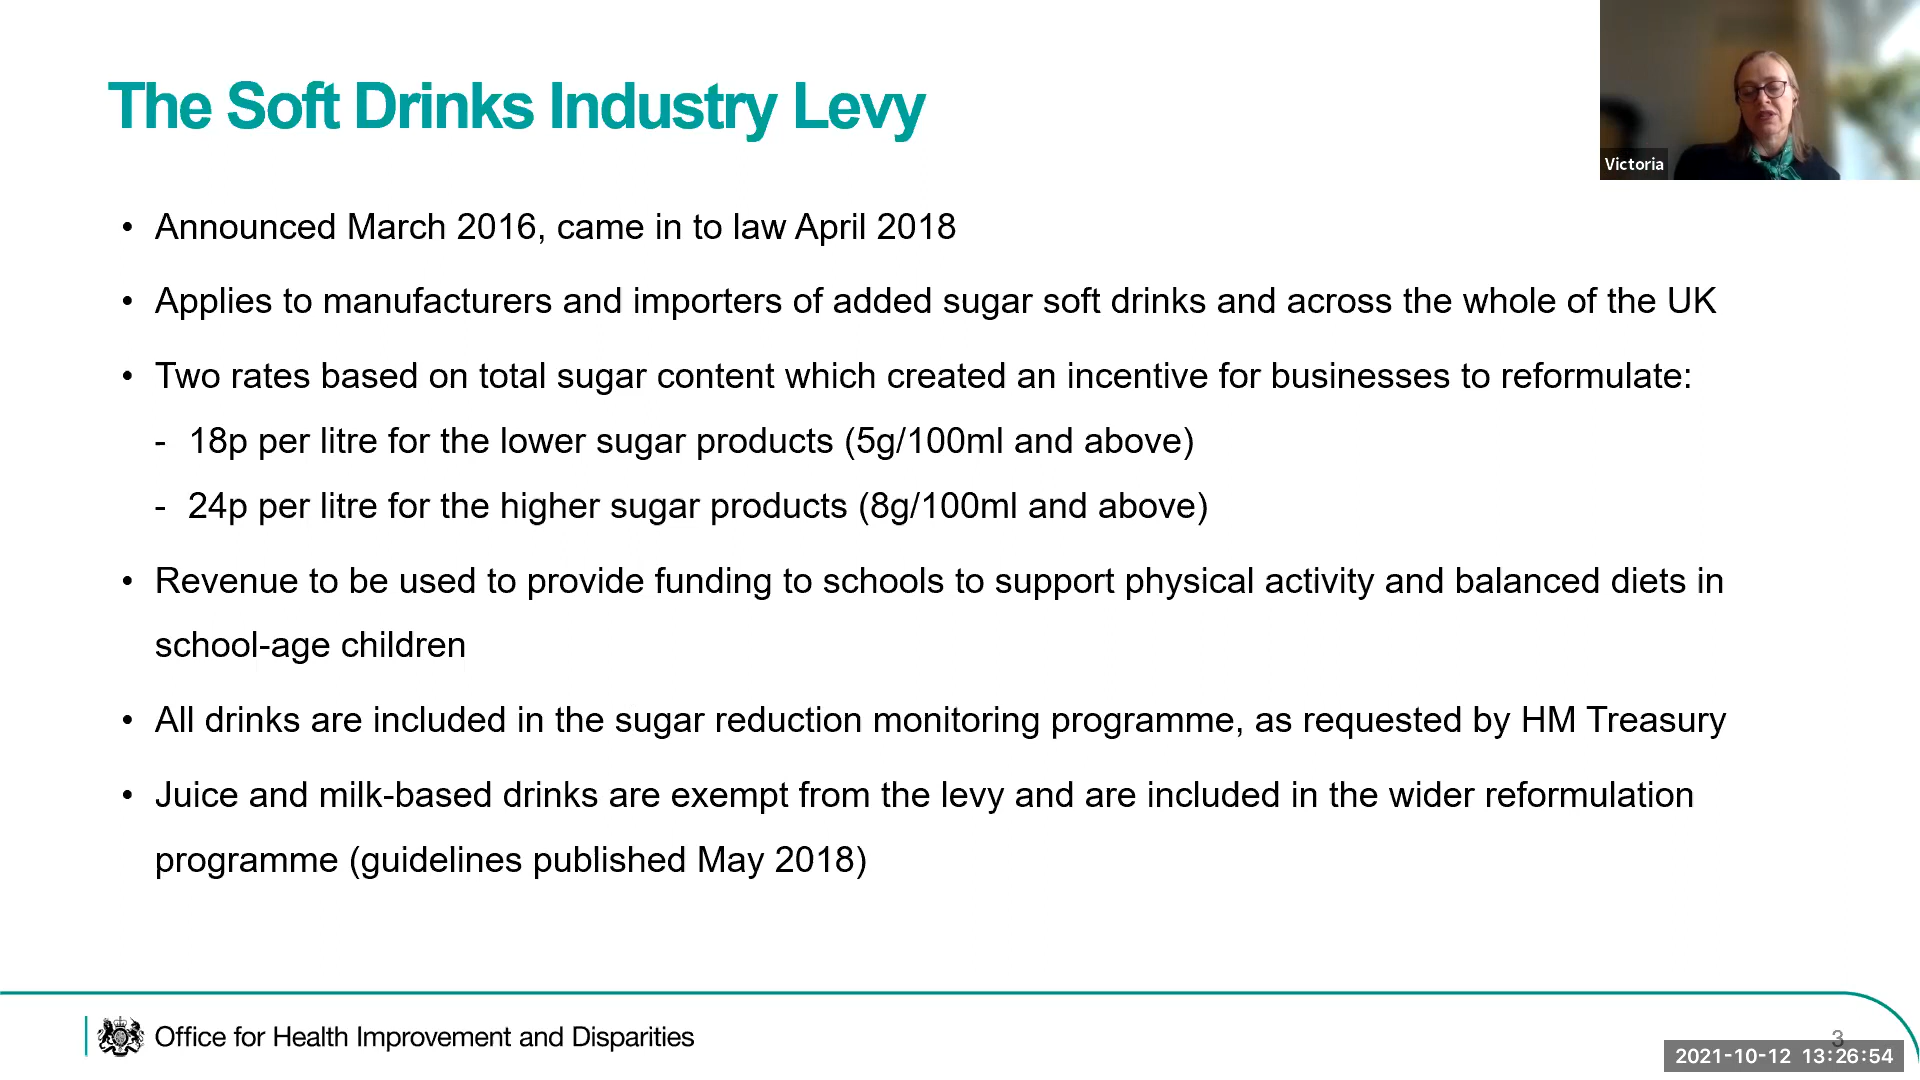 The Soft Drinks Industry Levy
Victoria
• Announced March 2016, came in to law April 2018
• Applies to manufacturers and importers of added sugar soft drinks and across the whole of the UK
• Two rates based on total sugar content which created an incentive for businesses to reformulate:
- 18p per litre for the lower sugar products (5g/100ml and above)
- 24p per litre for the higher sugar products (8g/100ml and above)
• Revenue to be used to provide funding to schools to support physical activity and balanced diets in
school-age children
• All drinks are included in the sugar reduction monitoring programme, as requested by HM Treasury
• Juice and milk-based drinks are exempt from the levy and are included in the wider reformulation
programme (guidelines published May 2018)
Office for Health Improvement and Disparities
3
2021-10-12 13:26:54